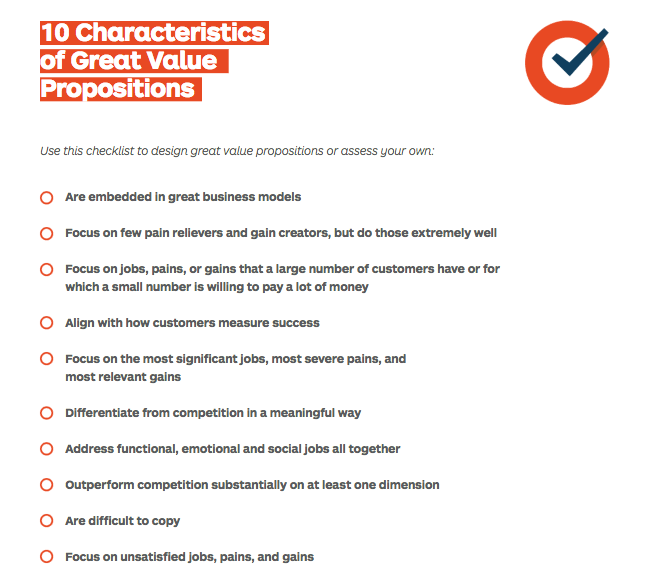 10 Characteristics
of Great Value
Propositions
Use this checklist to design great value propositions or assess your own:
Are embedded in great business models
Focus on few pain relievers and gain creators, but do those extremely well
Focus on jobs, pains, or gains that a large number of customers have or for
which a small number is willing to pay a lot of money
Align with how customers measure success
Focus on the most significant jobs, most severe pains, and
most relevant gains
Differentiate from competition in a meaningful way
Address functional, emotional and social jobs all together
Outperform competition substantially on at least one dimension
Are difficult to copy
Focus on unsatisfied jobs, pains, and gains